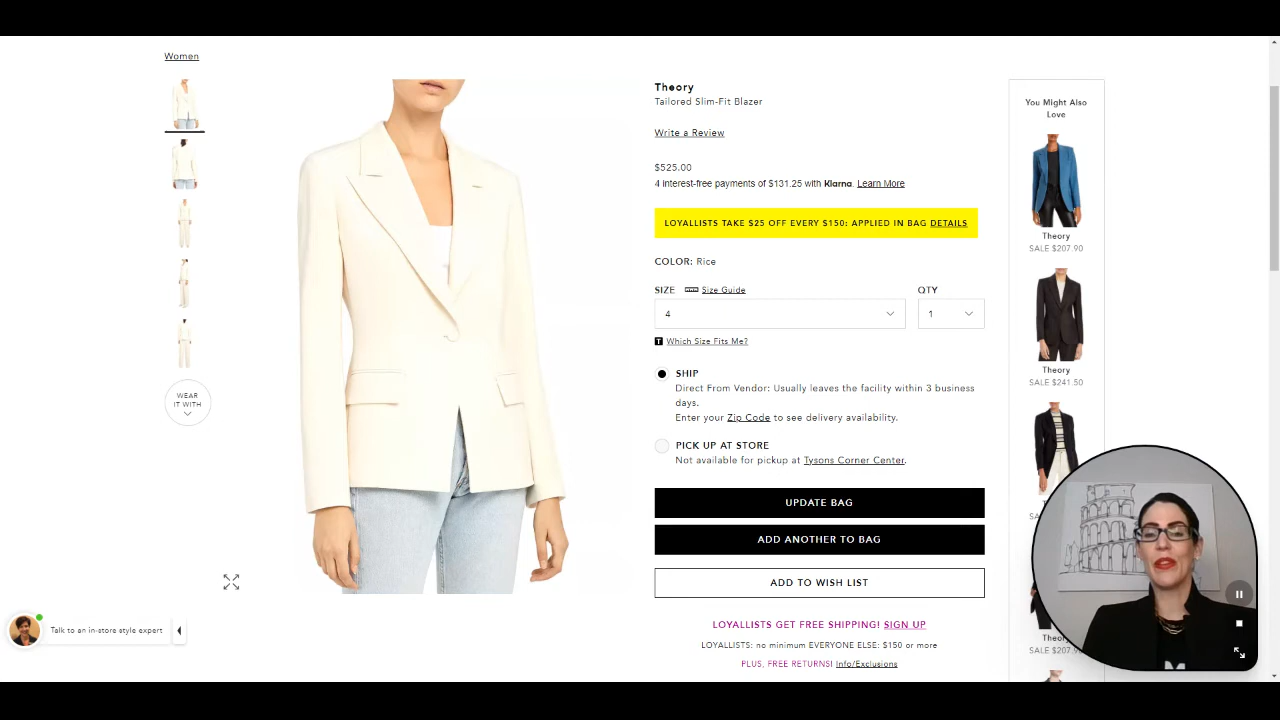 Women
Theory
Tailored Slim-Fit Blazer
Write a Review
$525.00
4 interest-free payments of $131.25 with Klarna. Learn More
LOYALLISTS TAKE $25 OFF EVERY $150: APPLIED IN BAG DETAILS
COLOR: Rice
SIZE Size Guide QTY
4 1
Which Size Fits Me?
SHIP
Direct From Vendor: Usually leaves the facility within 3 business
days.
Enter your Zip Code to see delivery availability.
PICK UP AT STORE
Not available for pickup at Tysons Corner Center.
UPDATE BAG
ADD ANOTHER TO BAG
ADD TO WISH LIST
LOYALLISTS GET FREE SHIPPING! SIGN UP
LOYALLISTS: no minimum EVERYONE ELSE: $150 or more
PLUS, FREE RETURNS! Info/Exclusions
WEAR
IT WITH
Talk to an in-store style expert
You Might Also
Love
Theory
SALE $207.90
Theory
SALE $241.50
Theory